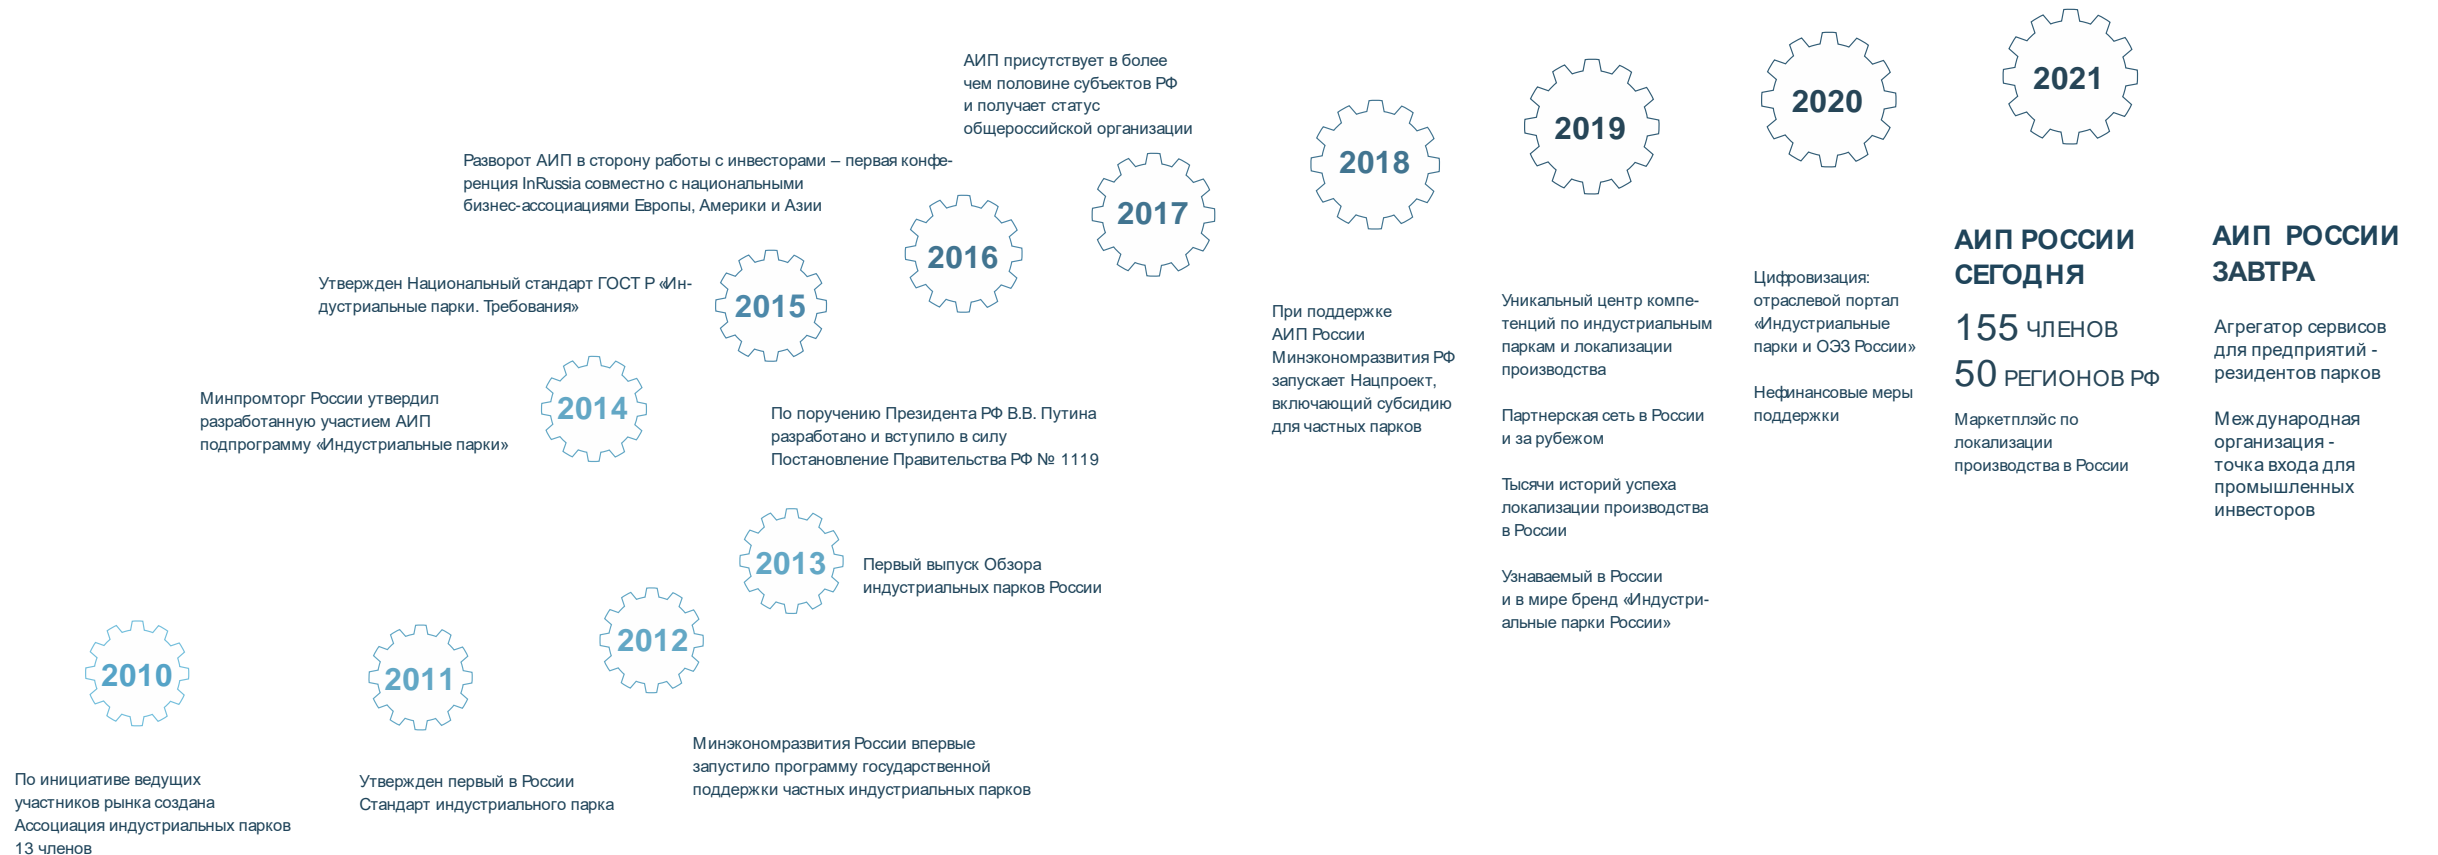 2010
По инициативе ведущих
участников рынка создана
Ассоциация индустриальных парков
13 членов
2011
Утвержден первый в России
Стандарт индустриального парка
2012
Минэкономразвития России впервые
запустило программу государственной
поддержки частных индустриальных парков
2013
Первый выпуск Обзора
индустриальных парков России
Минпромторг России утвердил
разработанную участием АИП
подпрограмму «Индустриальные парки»
2014
Утвержден Национальный стандарт ГОСТ Р «Ин-
дустриальные парки. Требования»
2015
По поручению Президента РФ В.В. Путина
разработано и вступило в силу
Постановление Правительства РФ № 1119
Разворот АИП в сторону работы с инвесторами – первая конфе-
ренция InRussia совместно с национальными
бизнес-ассоциациями Европы, Америки и Азии
2016
АИП присутствует в более
чем половине субъектов РФ
и получает статус
общероссийской организации
2017
2018
При поддержке
АИП России
Минэкономразвития РФ
запускает Нацпроект,
включающий субсидию
для частных парков
2019
Уникальный центр компе-
тенций по индустриальным
паркам и локализации
производства
Партнерская сеть в России
и за рубежом
Тысячи историй успеха
локализации производства
в России
Узнаваемый в России
и в мире бренд «Индустри-
альные парки России»
2020
Цифровизация:
отраслевой портал
«Индустриальные
парки и ОЭЗ России»
Нефинансовые меры
поддержки
2021
АИП РОССИИ
СЕГОДНЯ
155 ЧЛЕНОВ
50 РЕГИОНОВ РФ
Маркетплэйс по
локализации
производства в России
АИП РОССИИ
ЗАВТРА
Агрегатор сервисов
для предприятий -
резидентов парков
Международная
организация -
точка входа для
промышленных
инвесторов